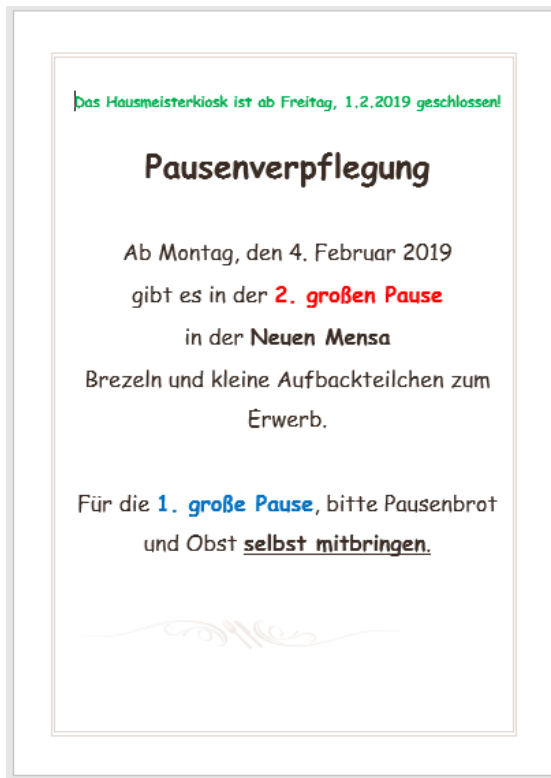 Das Hausmeisterkiosk ist ab Freitag, 1.2.2019 geschlossen!
Pausenverpflegung
Ab Montag, den 4. Februar 2019
gibt es in der 2. großen Pause
in der Neuen Mensa
Brezeln und kleine Aufbackteilchen zum
Erwerb.
Für die 1. große Pause, bitte Pausenbrot
und Obst selbst mitbringen.